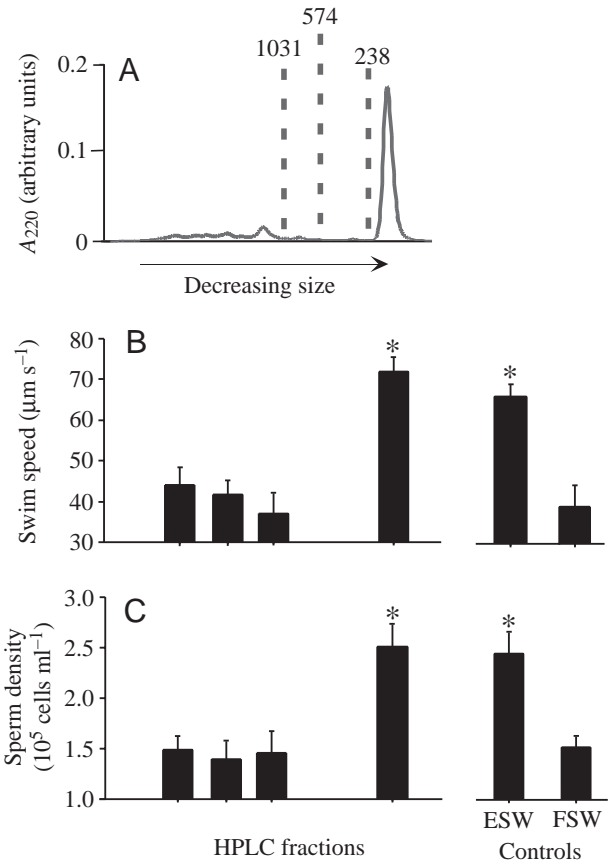 574
1031
238
A
0.2
0.1
0
A220 (arbitrary units)
Decreasing size
B
80
70
60
50
40
30
Swim speed (μm s–1)
*
*
C
3.0
2.5
2.0
1.5
1.0
Sperm density
(105 cells ml–1)
*
*
ESW FSW
HPLC fractions
Controls